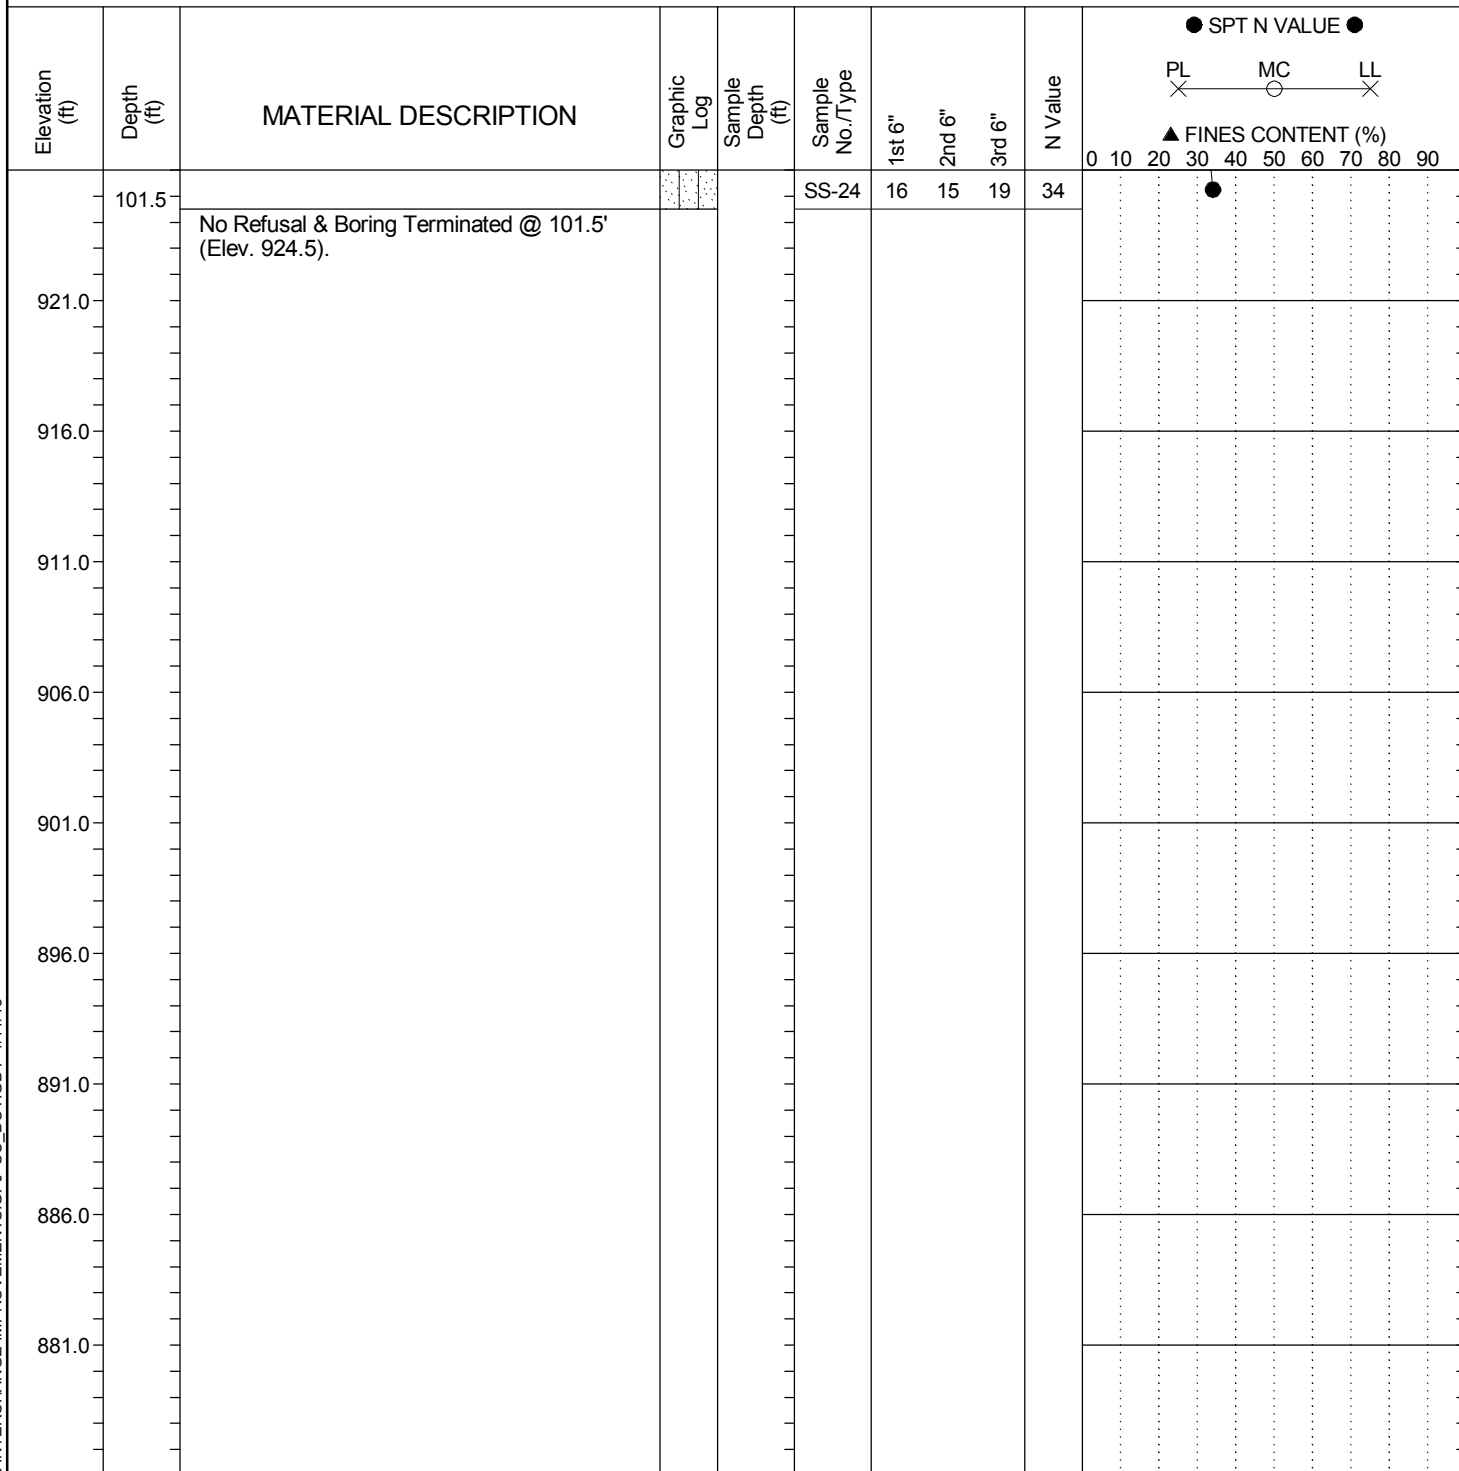 ● SPT N VALUE ●
PL MC LL
▲ FINES CONTENT (%)
0 10 20 30 40 50 60 70 80 90
Elevation (ft)
Depth (ft)
MATERIAL DESCRIPTION
Graphic Log
Sample Depth (ft)
Sample No./Type
1st 6"
2nd 6"
3rd 6"
N Value
101.5 SS-24 16 15 19 34
No Refusal & Boring Terminated @ 101.5'
(Elev. 924.5).
921.0
916.0
911.0
906.0
901.0
896.0
891.0
886.0
881.0